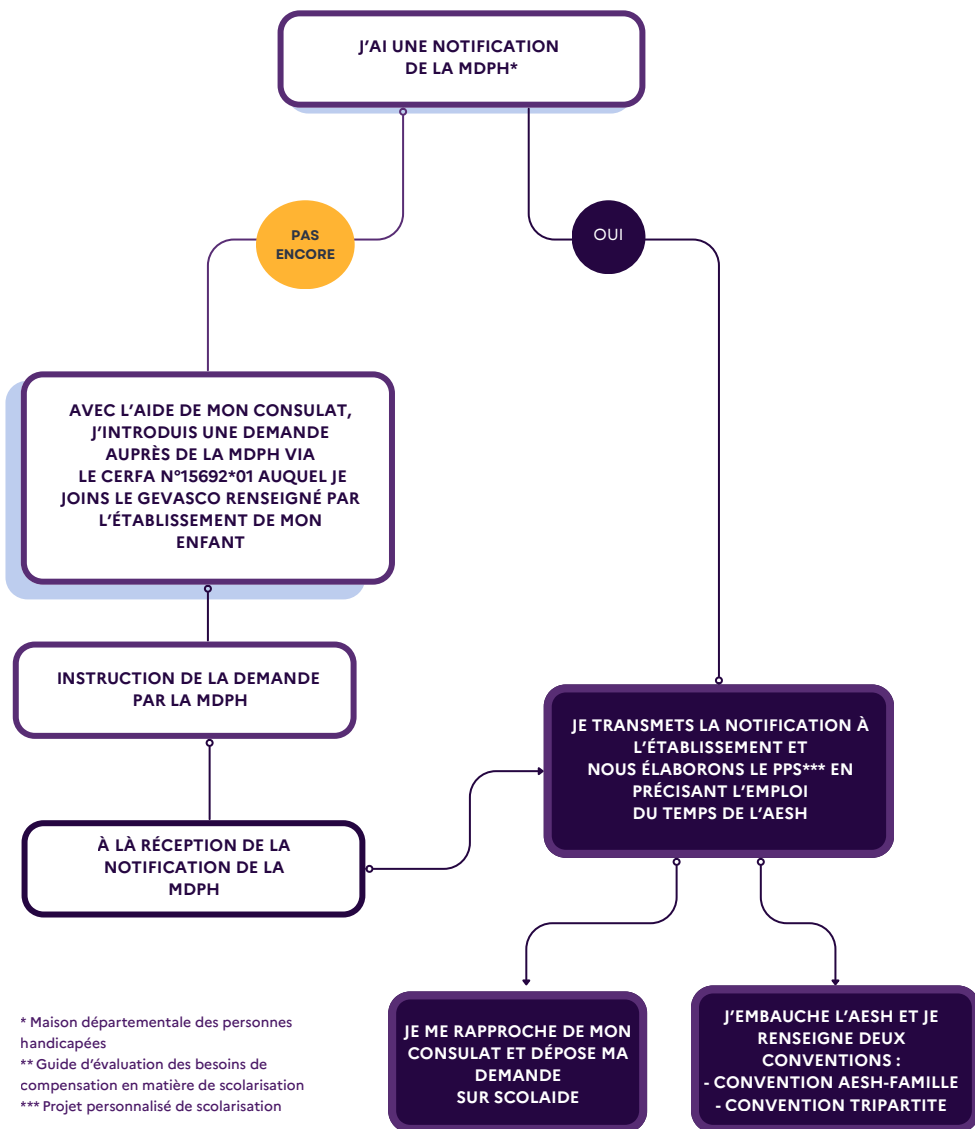 J'AI UNE NOTIFICATION
DE LA MDPH*
PAS
ENCORE
OUI
AVEC L'AIDE DE MON CONSULAT,
J'INTRODUIS UNE DEMANDE
AUPRÈS DE LA MDPH VIA
LE CERFA N°15692*01 AUQUEL JE
JOINS LE GEVASCO RENSEIGNÉ PAR
L'ÉTABLISSEMENT DE MON
ENFANT
INSTRUCTION DE LA DEMANDE
PAR LA MDPH
À LÀ RÉCEPTION DE LA
NOTIFICATION DE LA
MDPH
JE TRANSMETS LA NOTIFICATION À
L'ÉTABLISSEMENT ET
NOUS ÉLABORONS LE PPS*** EN
PRÉCISANT L'EMPLOI
DU TEMPS DE L'AESH
JE ME RAPPROCHE DE MON
CONSULAT ET DÉPOSE MA
DEMANDE
SUR SCOLAIDE
J'EMBAUCHE L'AESH ET JE
RENSEIGNE DEUX
CONVENTIONS :
- CONVENTION AESH-FAMILLE
- CONVENTION TRIPARTITE
* Maison départementale des personnes
handicapées
** Guide d'évaluation des besoins de
compensation en matière de scolarisation
*** Projet personnalisé de scolarisation